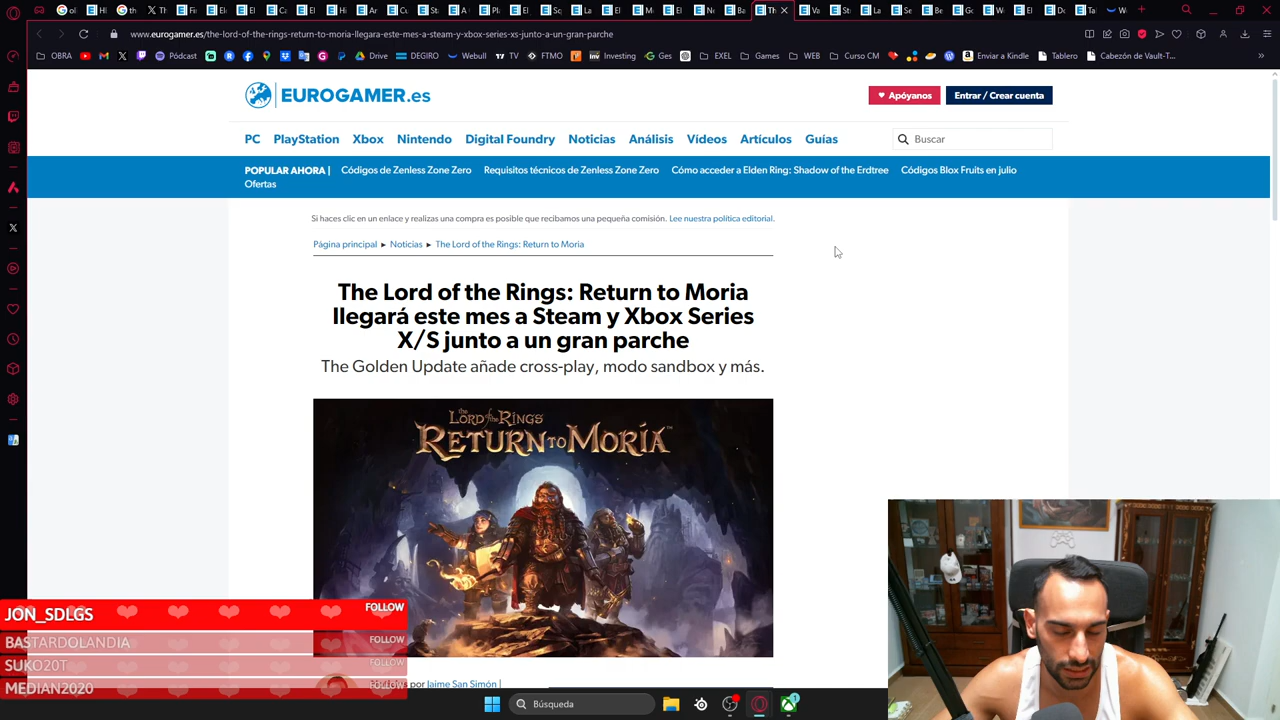 www.eurogamer.es/the-lord-of-the-rings-return-to-moria-llegara-este-mes-a-steam-y-xbox-series-xs-junto-a-un-gran-parche
OBRA
Pódcast
Drive
DEGIRO
Webull
TV
FTMO
Investing
Ges
EXEL
Games
WEB
Curso CM
Enviar a Kindle
Tablero
Cabezón de Vault-T...
EUROGAMER.es
Apóyanos
Entrar / Crear cuenta
PC PlayStation Xbox Nintendo Digital Foundry Noticias Análisis Vídeos Artículos Guías
Buscar
POPULAR AHORA | Códigos de Zenless Zone Zero Requisitos técnicos de Zenless Zone Zero Cómo acceder a Elden Ring: Shadow of the Erdtree Códigos Blox Fruits en julio
Ofertas
Si haces clic en un enlace y realizas una compra es posible que recibamos una pequeña comisión. Lee nuestra política editorial.
Página principal ► Noticias ► The Lord of the Rings: Return to Moria
The Lord of the Rings: Return to Moria
llegará este mes a Steam y Xbox Series
X/S junto a un gran parche
The Golden Update añade cross-play, modo sandbox y más.
the LORD of the RINGS
RETURN TO MORIA™
JON_SDLGS FOLLOW
BASTARDOLANDIA FOLLOW
SUKO20T FOLLOW
MEDIAN2020 FOLLOW
por Jaime San Simón |
Búsqueda
1